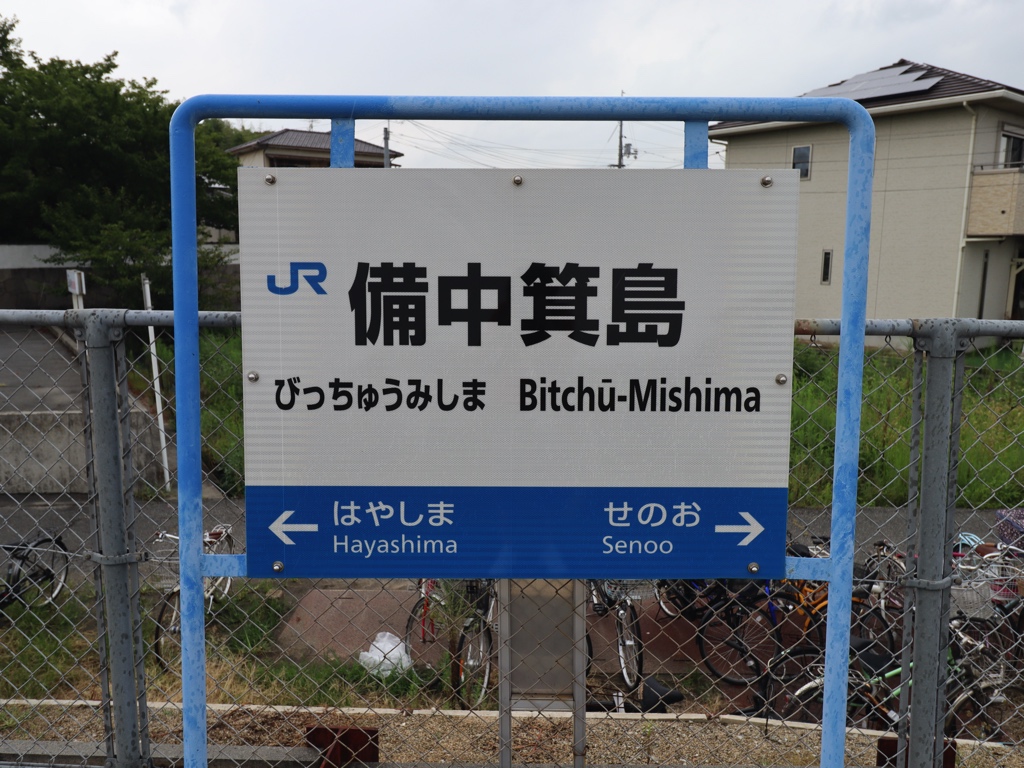 JR 備中箕島
びっちゅうみしま Bitchū-Mishima
← はやしま せのお →
Hayashima Senoo